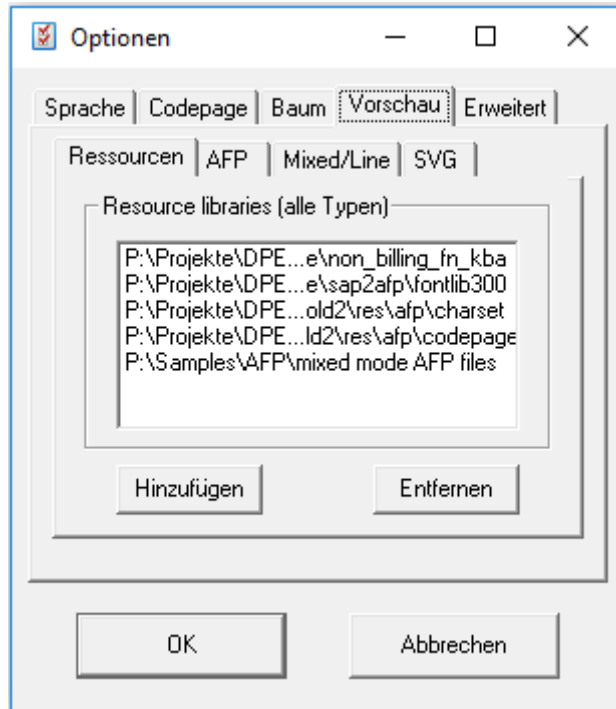 Optionen
Sprache Codepage Baum Vorschau Erweitert
Ressourcen AFP Mixed/Line SVG
Resource libraries (alle Typen)
P:\Projekte\DPE...e\non_billing_fn_kba
P:\Projekte\DPE...e\sap2afp\fontlib300
P:\Projekte\DPE...old2\res\afp\charset
P:\Projekte\DPE...ld2\res\afp\codepage
P:\Samples\AFP\mixed mode AFP files
Hinzufügen Entfernen
OK Abbrechen